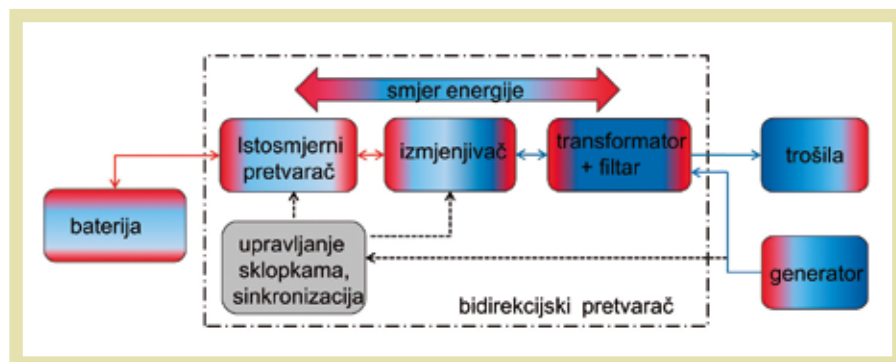 smjer energije
Istosmjerni
pretvarač
izmjenjivač
transformator
+ filtar
trošila
baterija
upravljanje
sklopkama,
sinkronizacija
generator
bidirekcijski pretvarač